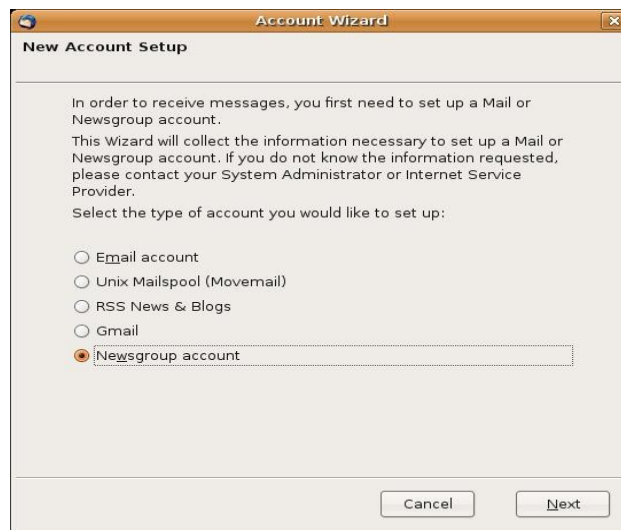 Account Wizard
New Account Setup
In order to receive messages, you first need to set up a Mail or
Newsgroup account.
This Wizard will collect the information necessary to set up a Mail or
Newsgroup account. If you do not know the information requested,
please contact your System Administrator or Internet Service
Provider.
Select the type of account you would like to set up:
Email account
Unix Mailspool (Movemail)
RSS News & Blogs
Gmail
Newsgroup account
Cancel
Next